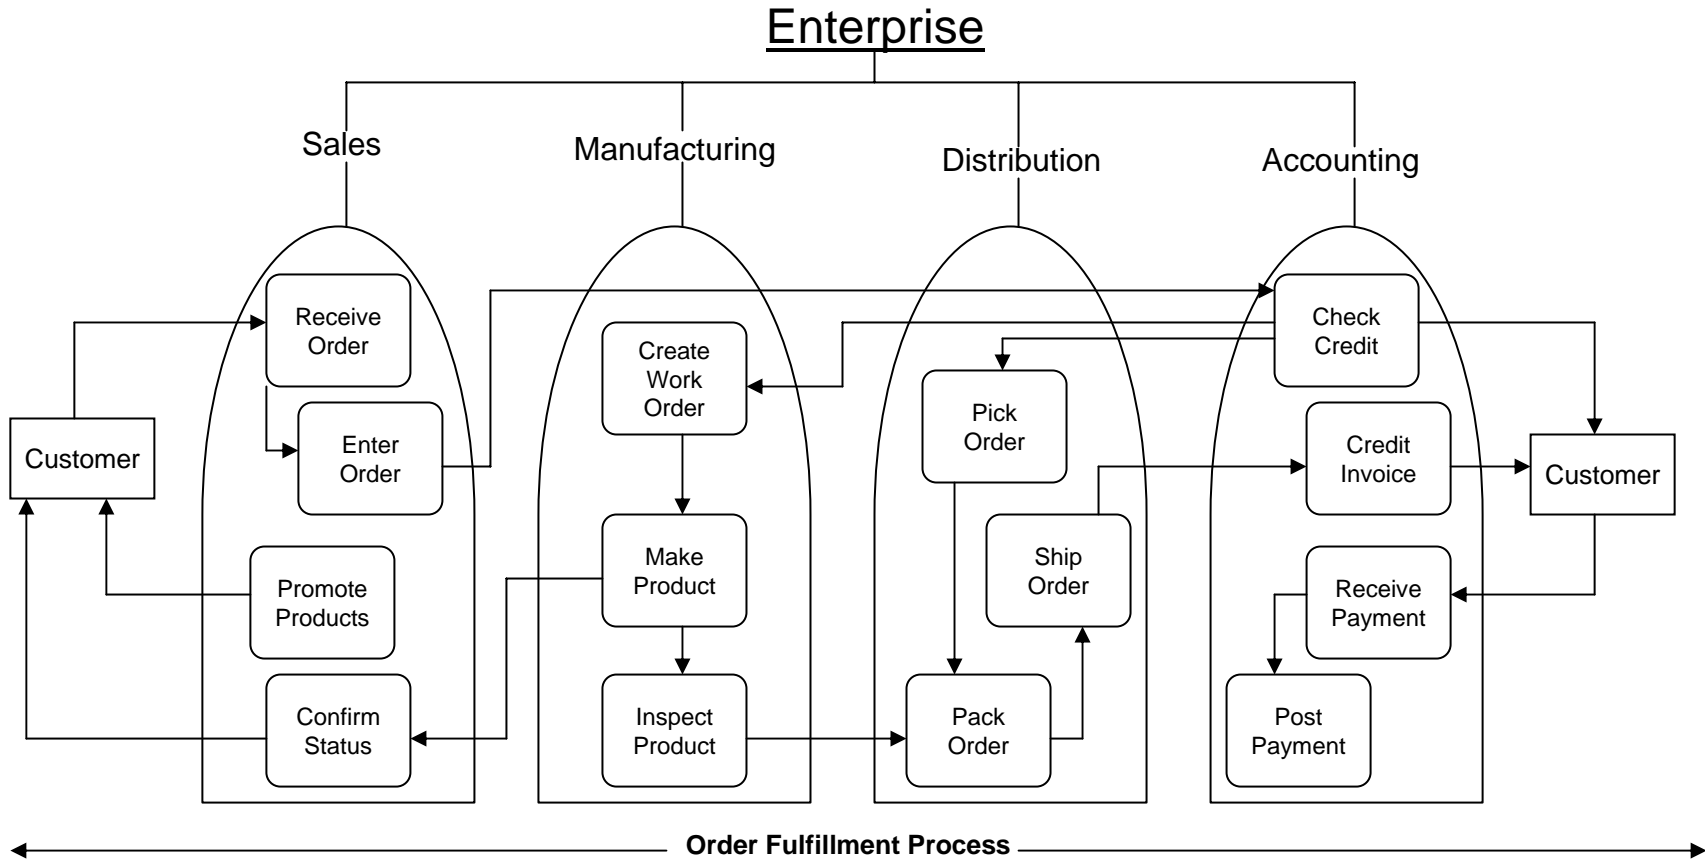 Enterprise
Sales
Manufacturing
Distribution
Accounting
Receive
Order
Check
Credit
Create
Work
Order
Pick
Order
Customer
Enter
Order
Credit
Invoice
Customer
Promote
Products
Make
Product
Ship
Order
Receive
Payment
Confirm
Status
Inspect
Product
Pack
Order
Post
Payment
Order Fulfillment Process